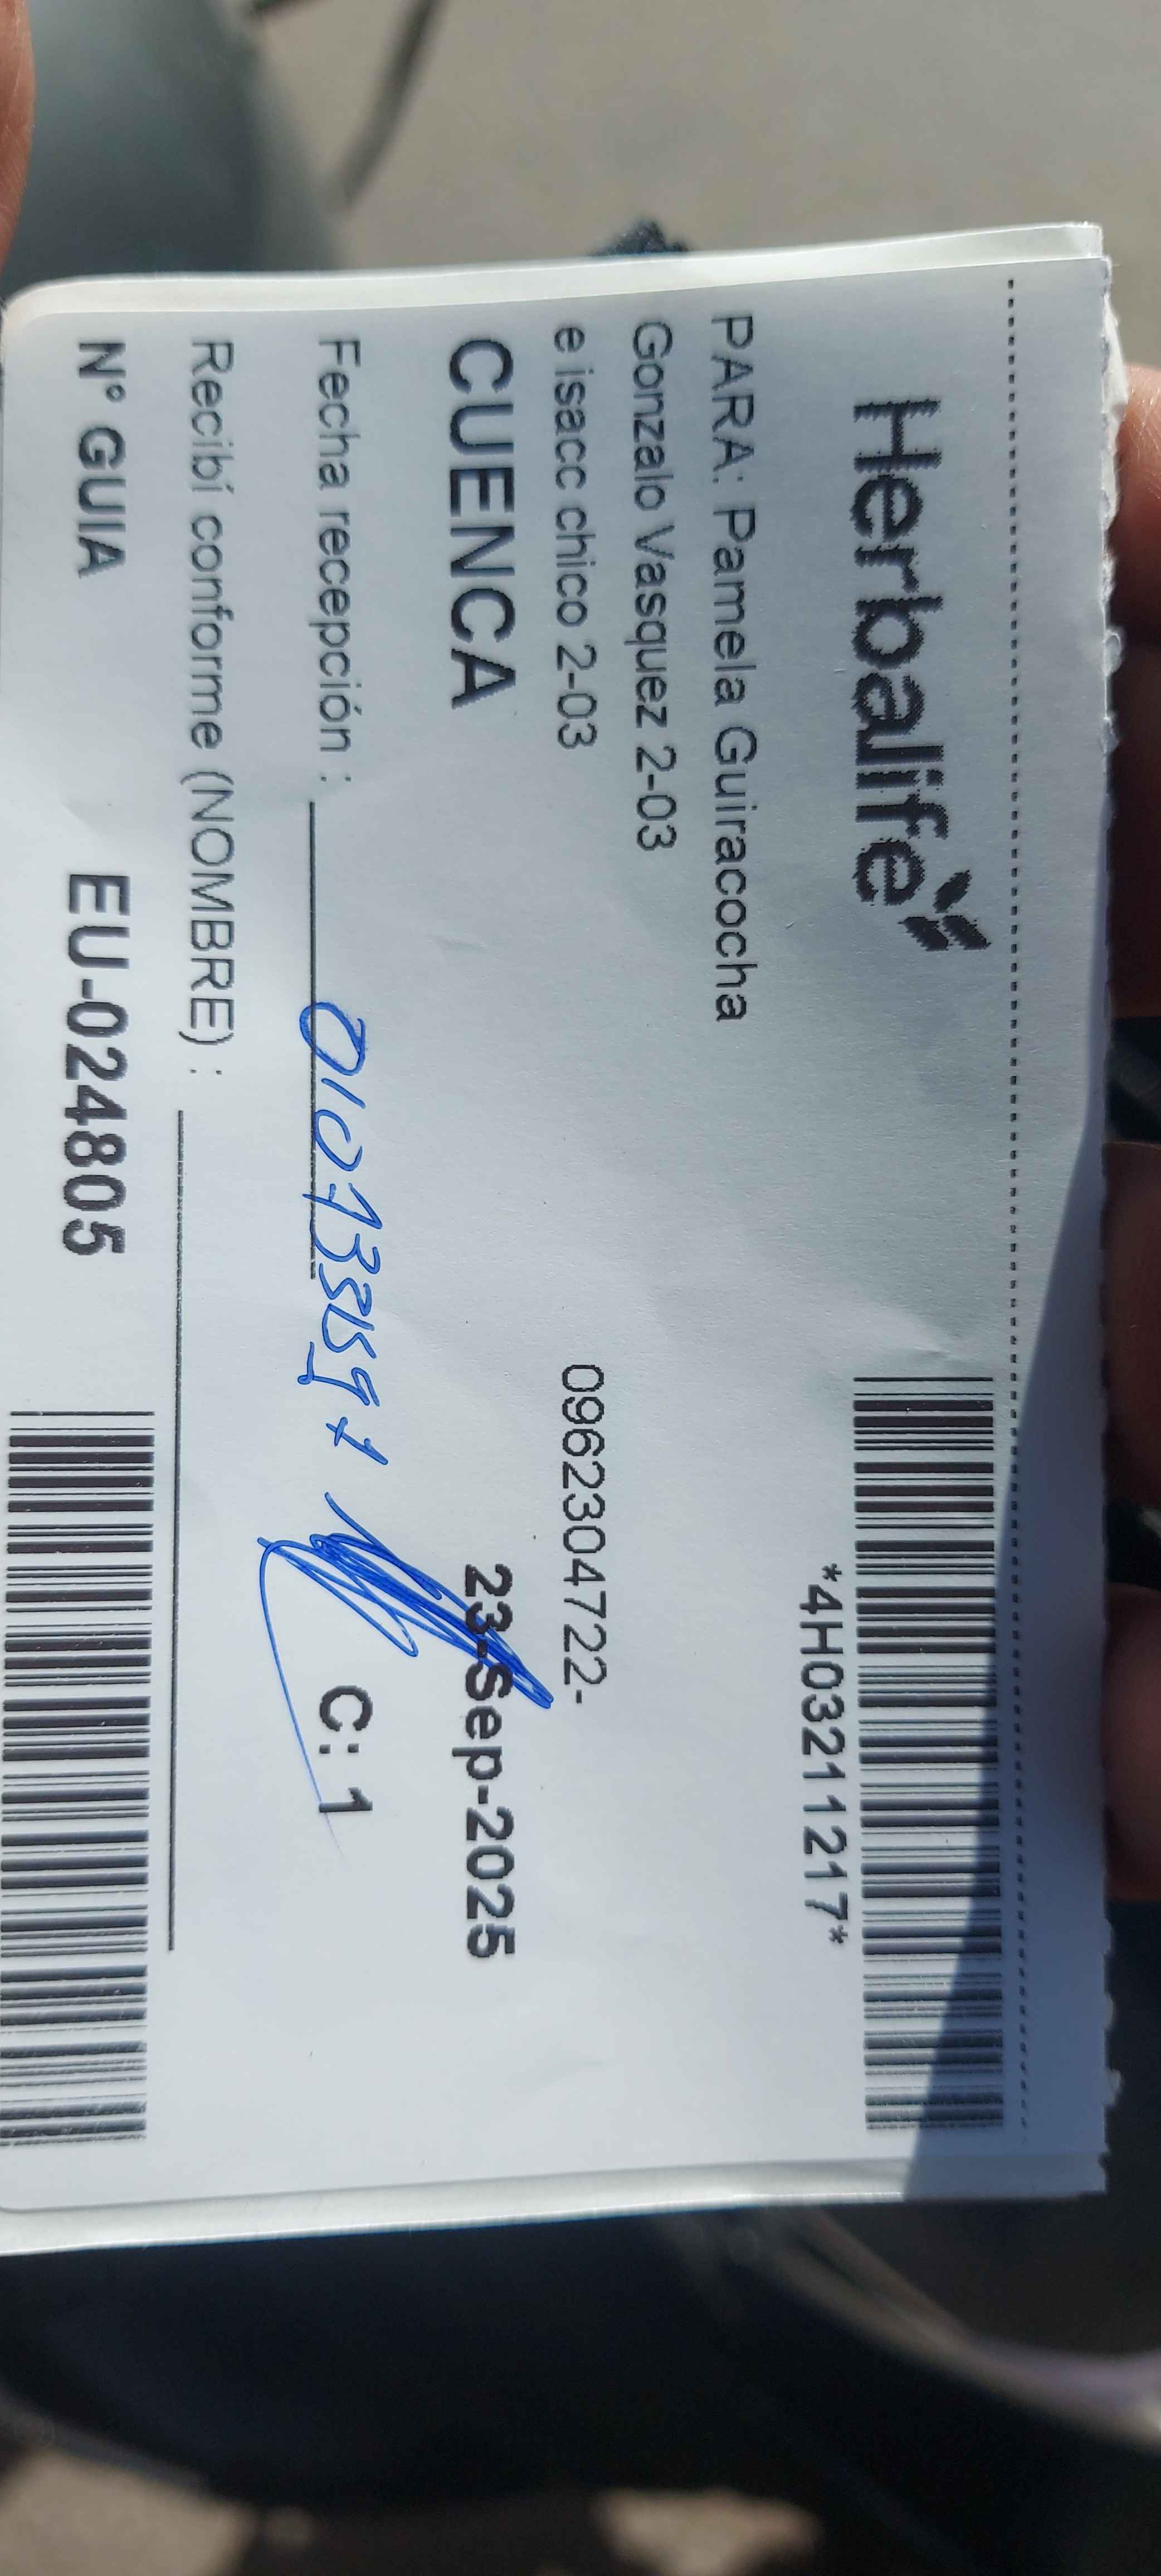 Herbalife
*4H03211217*
PARA: Pamela Guiracocha
Gonzalo Vasquez 2-03
e isacc chico 2-03
0962304722-
CUENCA
23-Sep-2025
Fecha recepción :
C: 1
Recibí conforme (NOMBRE) :
N° GUIA
EU-024805